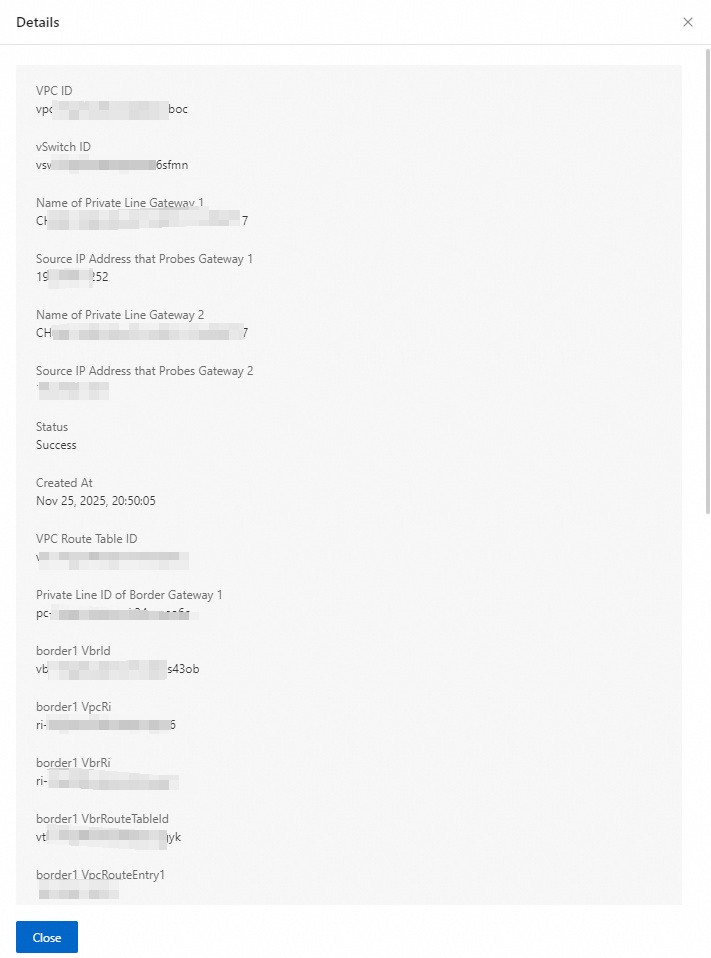 Details
VPC ID
vpc boc
vSwitch ID
vsw 6sfmn
Name of Private Line Gateway 1
CH 7
Source IP Address that Probes Gateway 1
19 252
Name of Private Line Gateway 2
CH 7
Source IP Address that Probes Gateway 2
Status
Success
Created At
Nov 25, 2025, 20:50:05
VPC Route Table ID
Private Line ID of Border Gateway 1
pc-
border1 VbrId
vb s43ob
border1 VpcRi
ri- 6
border1 VbrRi
ri-
border1 VbrRouteTableId
vt yk
border1 VpcRouteEntry1
Close